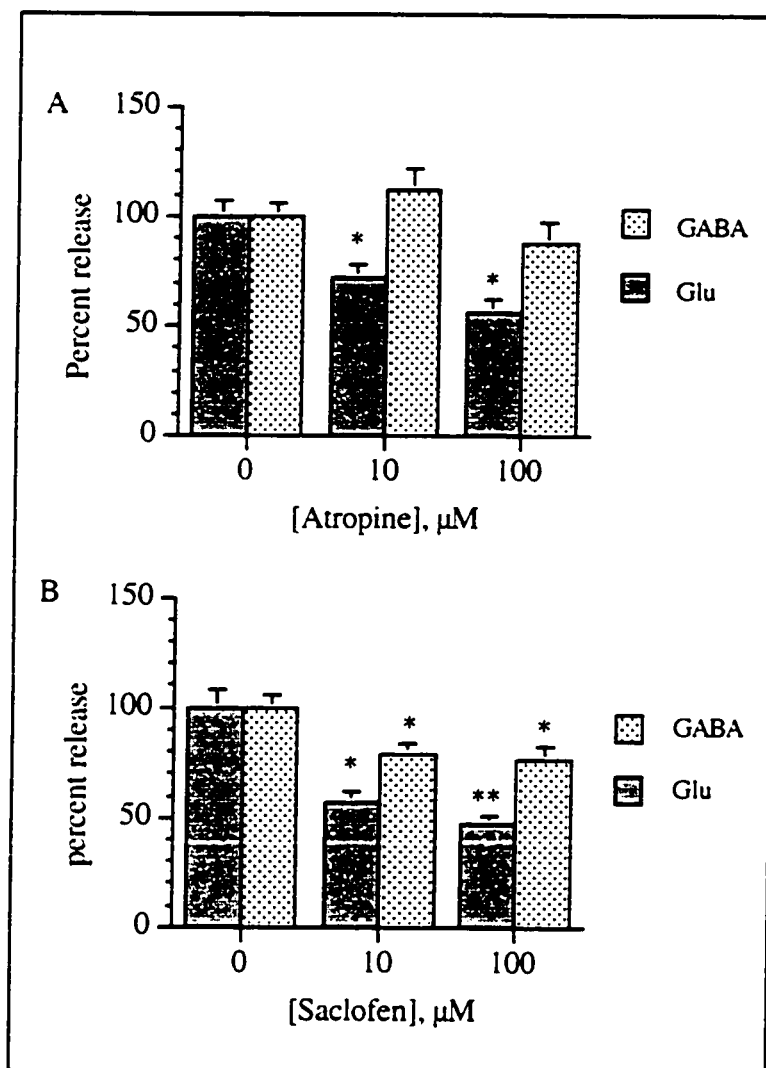 A
150
100
50
0
Percent release
*
*
GABA
Glu
0 10 100
[Atropine], µM
B
150
100
50
0
percent release
*
*
**
*
GABA
Glu
0 10 100
[Saclofen], µM